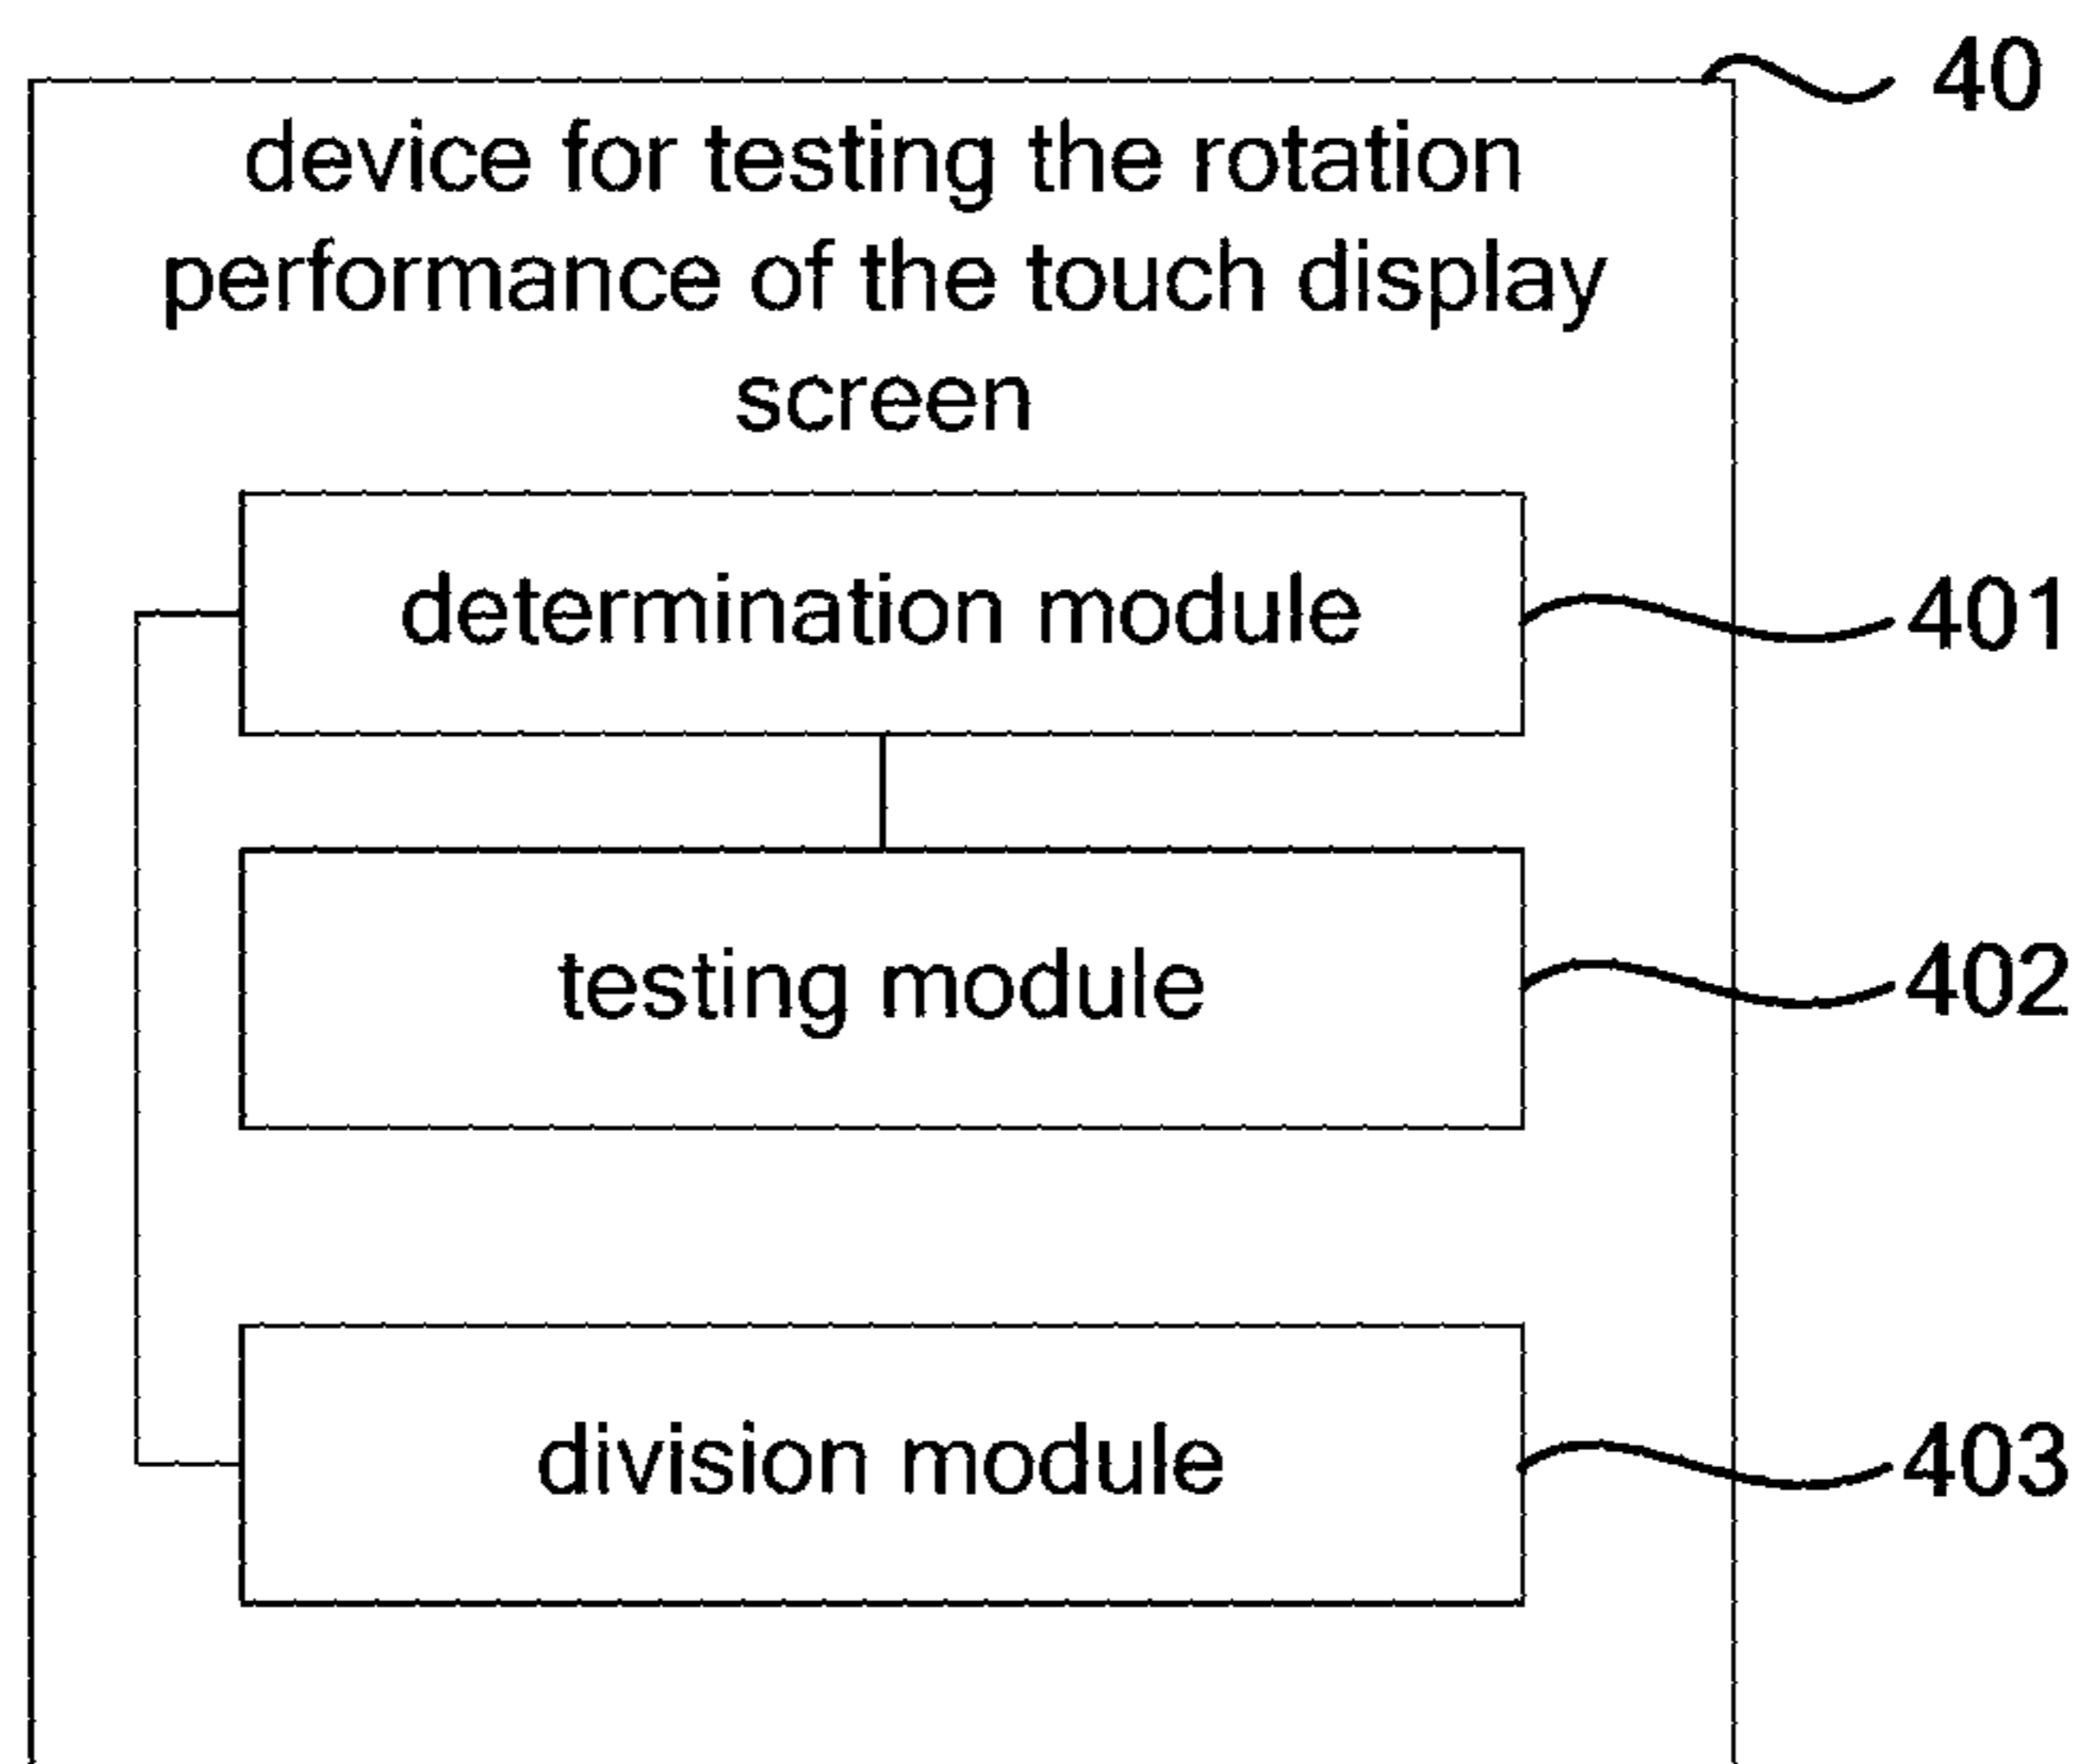 40
device for testing the rotation
performance of the touch display
screen
determination module
401
testing module
402
division module
403